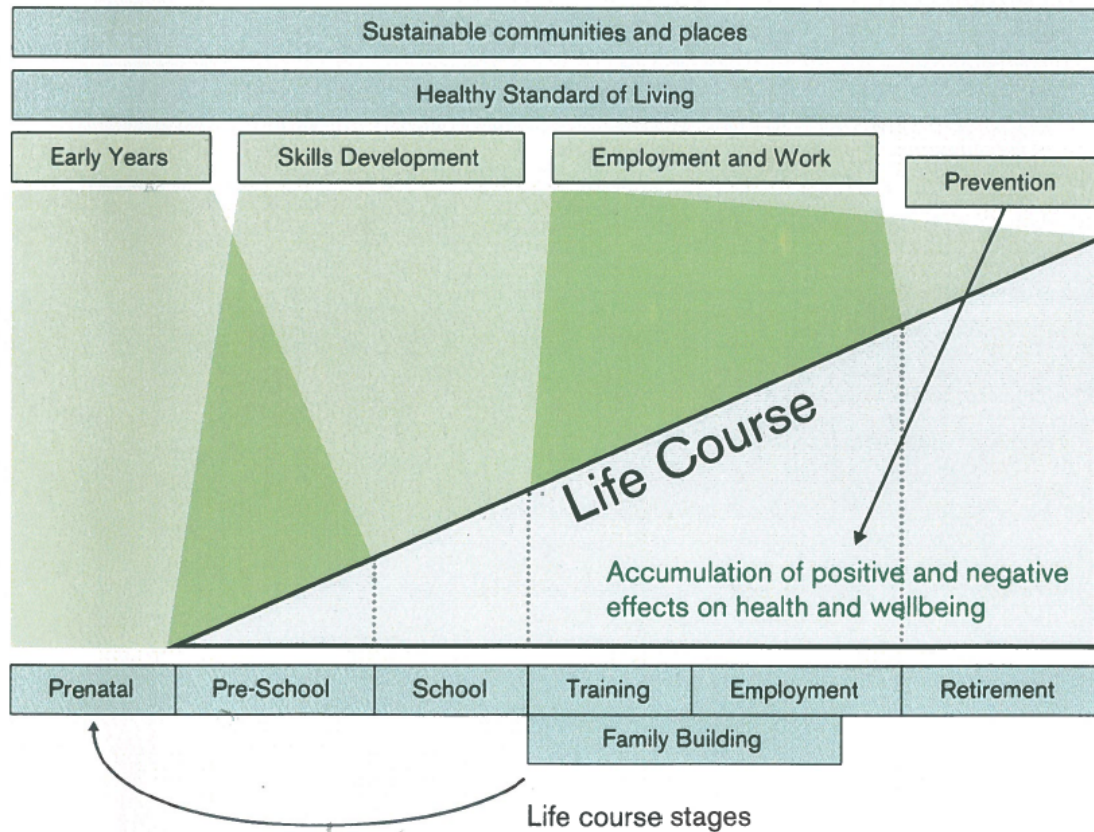 Sustainable communities and places
Healthy Standard of Living
Early Years
Skills Development
Employment and Work
Prevention
Life Course
Accumulation of positive and negative
effects on health and wellbeing
Prenatal
Pre-School
School
Training
Employment
Retirement
Family Building
Life course stages